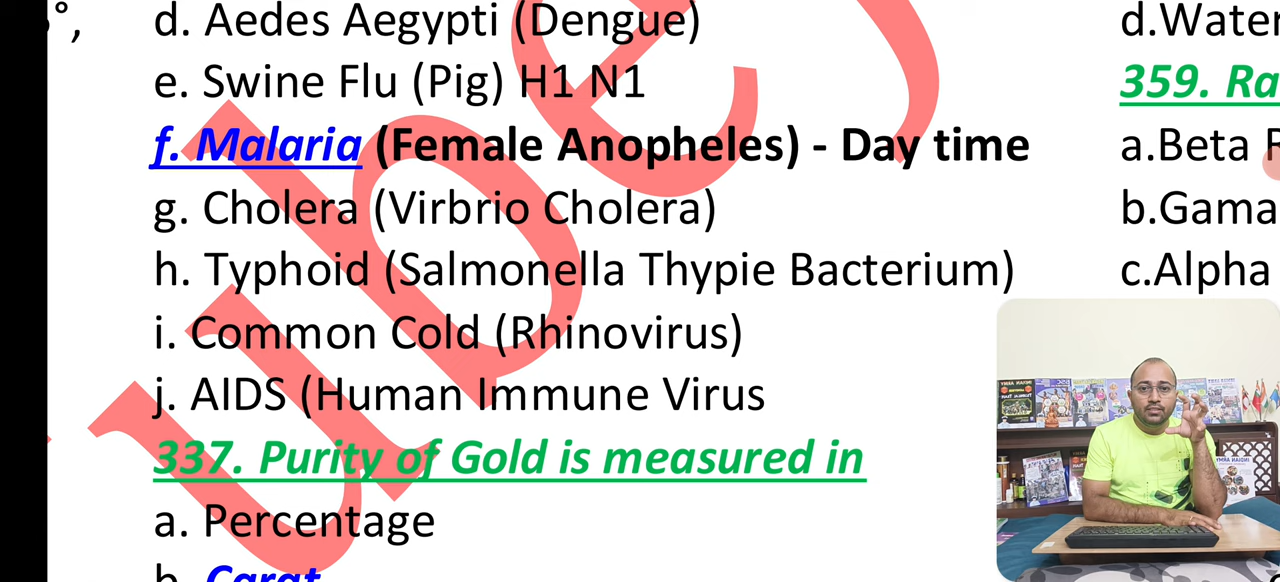 d. Aedes Aegypti (Dengue)
e. Swine Flu (Pig) H1 N1
f. Malaria (Female Anopheles) - Day time
g. Cholera (Virbrio Cholera)
h. Typhoid (Salmonella Thypie Bacterium)
i. Common Cold (Rhinovirus)
j. AIDS (Human Immune Virus
337. Purity of Gold is measured in
a. Percentage
b. Carat
d.Water
359. Ra
a.Beta R
b.Gama
c.Alpha